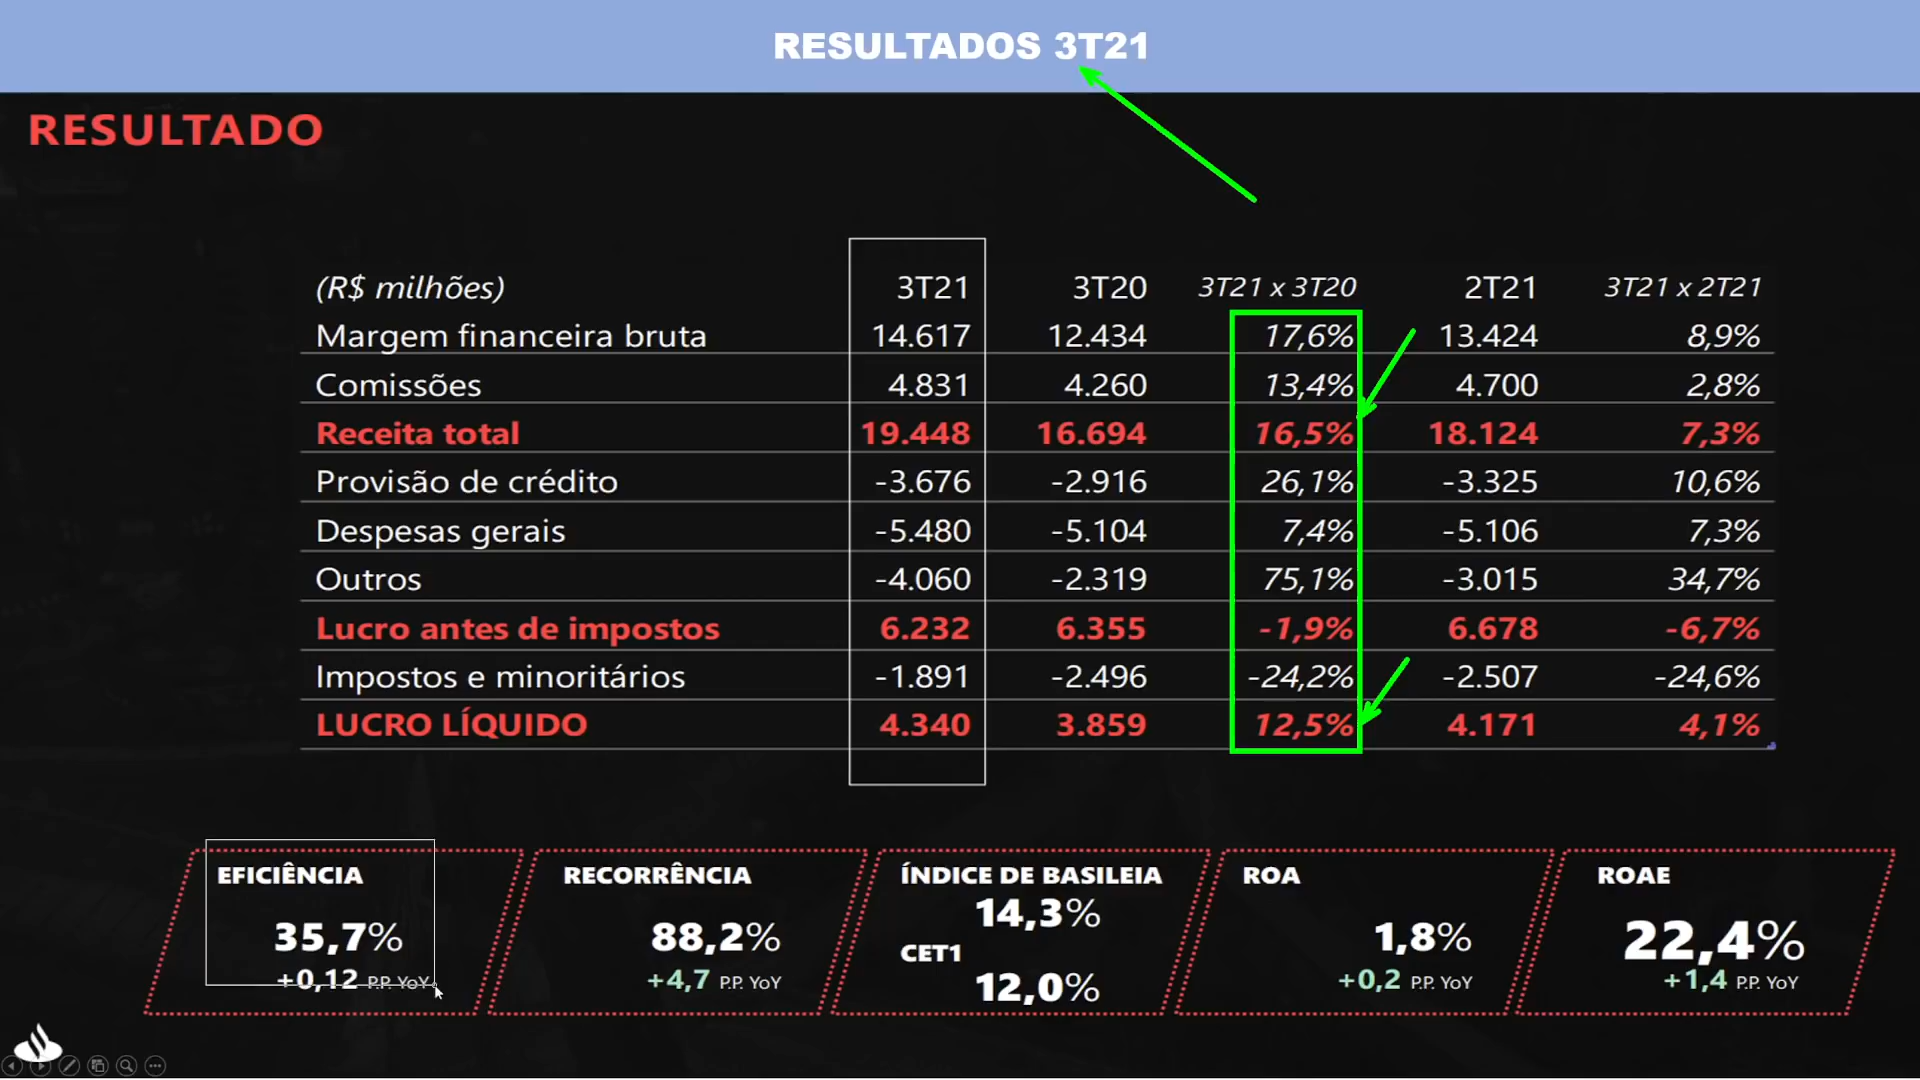 RESULTADOS 3T21
RESULTADO
(R$ milhões) 3T21 3T20 3T21 x 3T20 2T21 3T21 x 2T21
Margem financeira bruta 14.617 12.434 17,6% 13.424 8,9%
Comissões 4.831 4.260 13,4% 4.700 2,8%
Receita total 19.448 16.694 16,5% 18.124 7,3%
Provisão de crédito -3.676 -2.916 26,1% -3.325 10,6%
Despesas gerais -5.480 -5.104 7,4% -5.106 7,3%
Outros -4.060 -2.319 75,1% -3.015 34,7%
Lucro antes de impostos 6.232 6.355 -1,9% 6.678 -6,7%
Impostos e minoritários -1.891 -2.496 -24,2% -2.507 -24,6%
LUCRO LÍQUIDO 4.340 3.859 12,5% 4.171 4,1%
EFICIÊNCIA
35,7%
+0,12 P.P. YoY
RECORRÊNCIA
88,2%
+4,7 P.P. YoY
ÍNDICE DE BASILEIA
14,3%
CET1
12,0%
ROA
1,8%
+0,2 P.P. YoY
ROAE
22,4%
+1,4 P.P. YoY